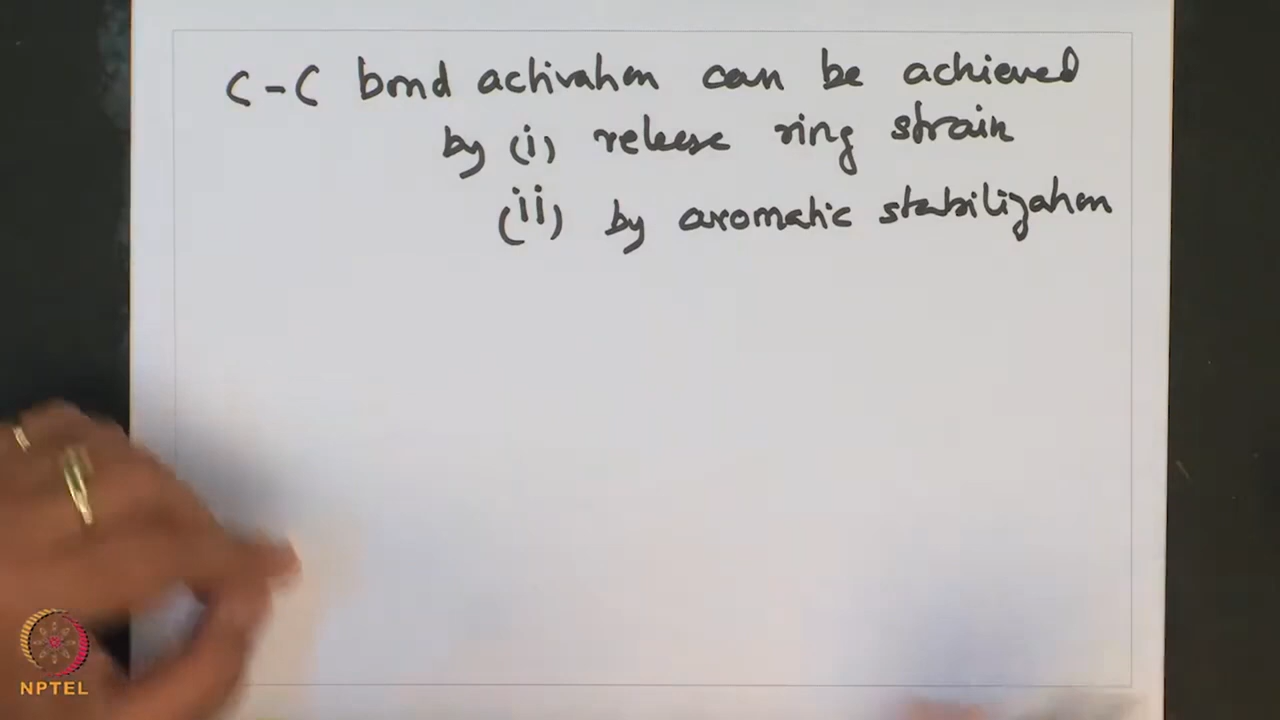 C-C bond activation can be achieved
by (i) release ring strain
(ii) by aromatic stabilization
NPTEL